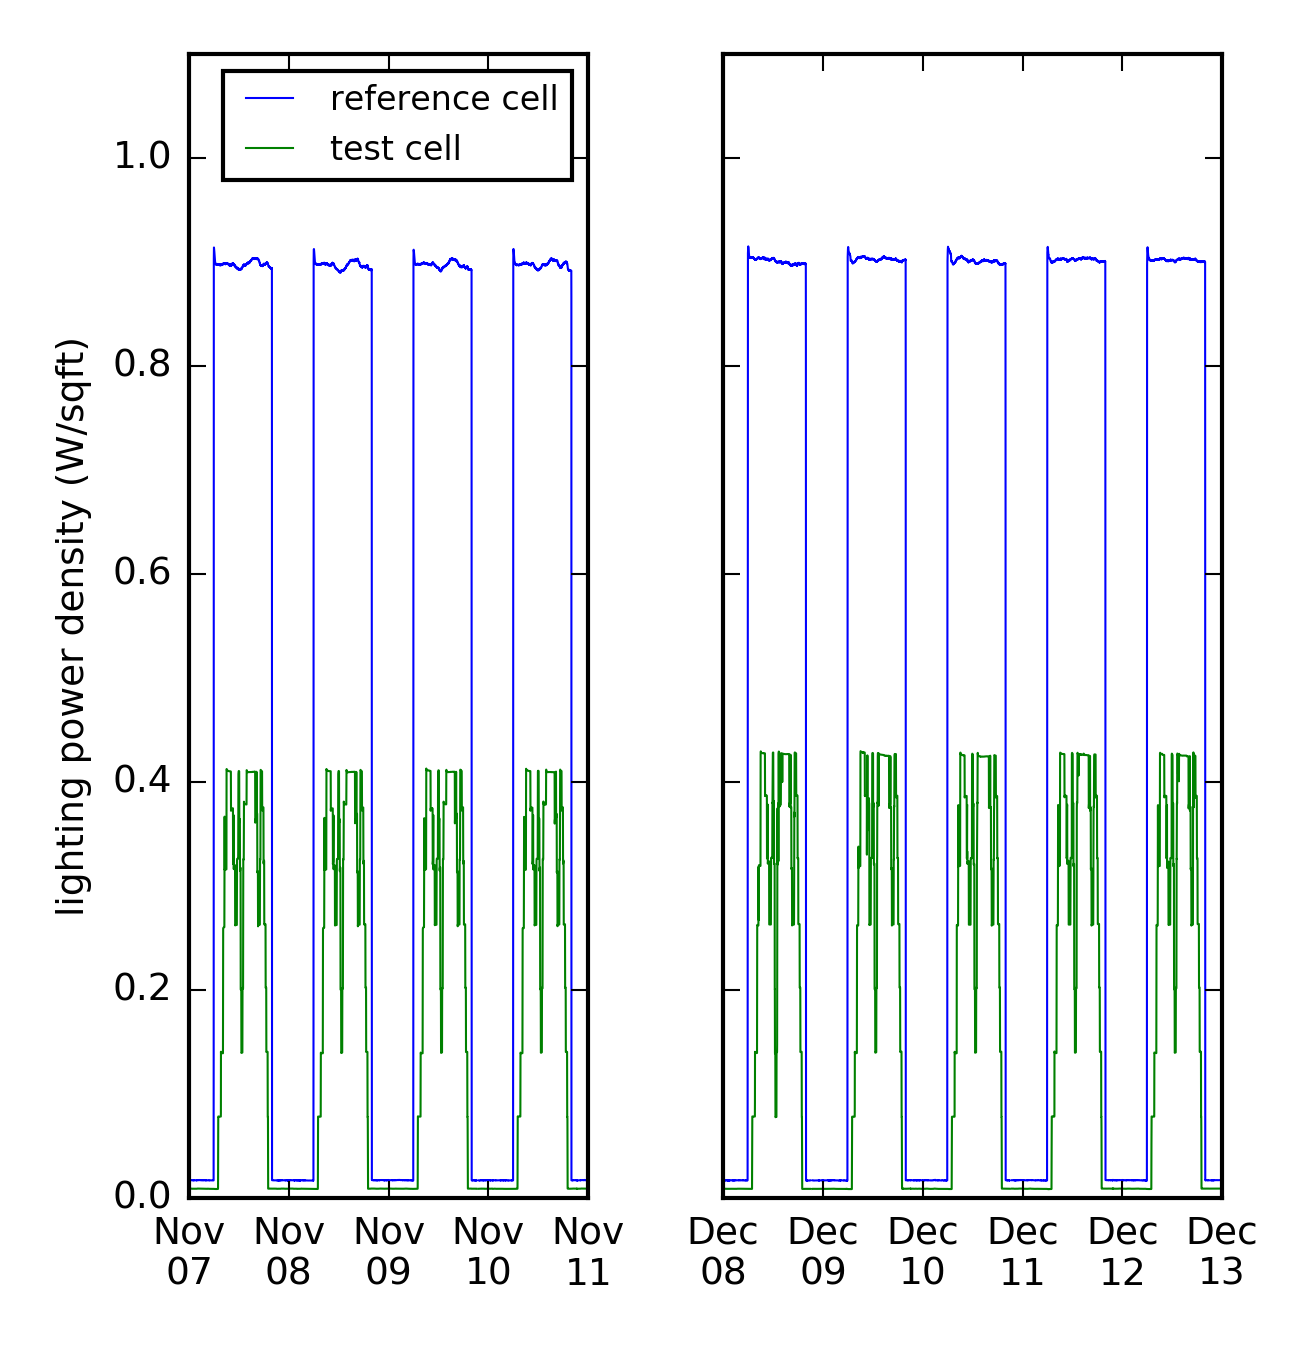 reference cell
test cell
lighting power density (W/sqft)
1.0
0.8
0.6
0.4
0.2
0.0
Nov Nov Nov Nov Nov Dec Dec Dec Dec Dec Dec
07 08 09 10 11 08 09 10 11 12 13